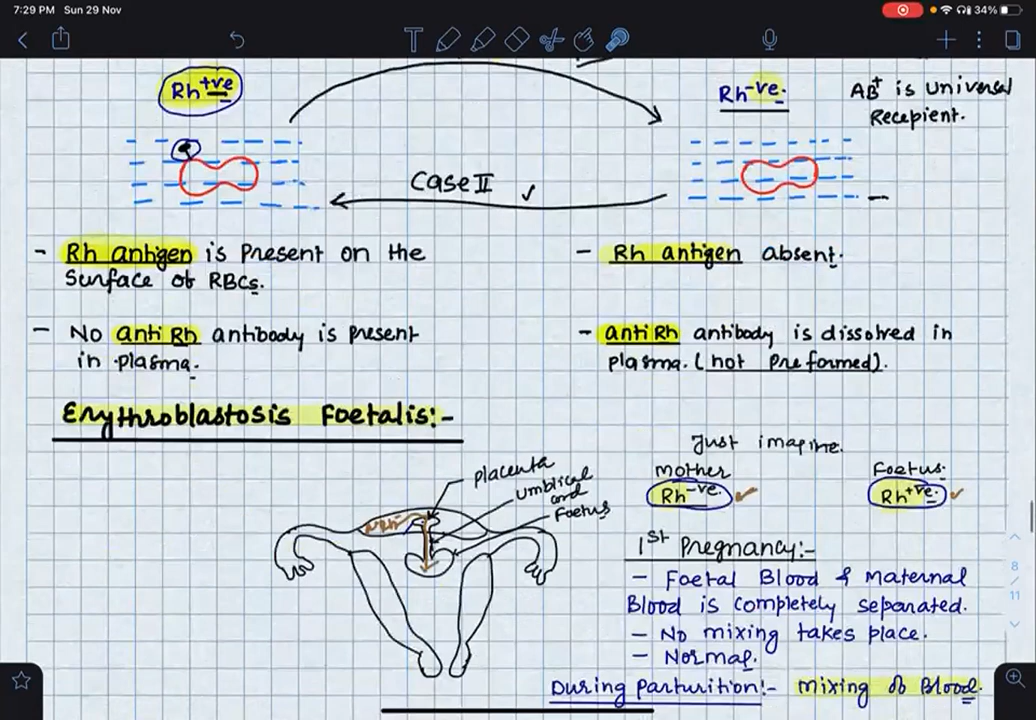 7:29 PM Sun 29 Nov
34%
Rh+ve
Rh-ve
AB+ is universal
Recepient.
Case II ✓
- Rh antigen is Present on the
Surface of RBCs.
- Rh antigen absent.
- No anti Rh antibody is present
in plasma.
- anti Rh antibody is dissolved in
plasma. (not Preformed).
Erythroblastosis Foetalis:-
Just imagine.
Placenta
Umblical
cord
Foetus
mother
Rh-ve ✓
Foetus.
Rh+ve ✓
1st Pregnancy:-
- Foetal Blood & Maternal
Blood is completely separated.
- No mixing takes place.
- Normal.
During Parturition:- mixing of Blood.
8
/
11